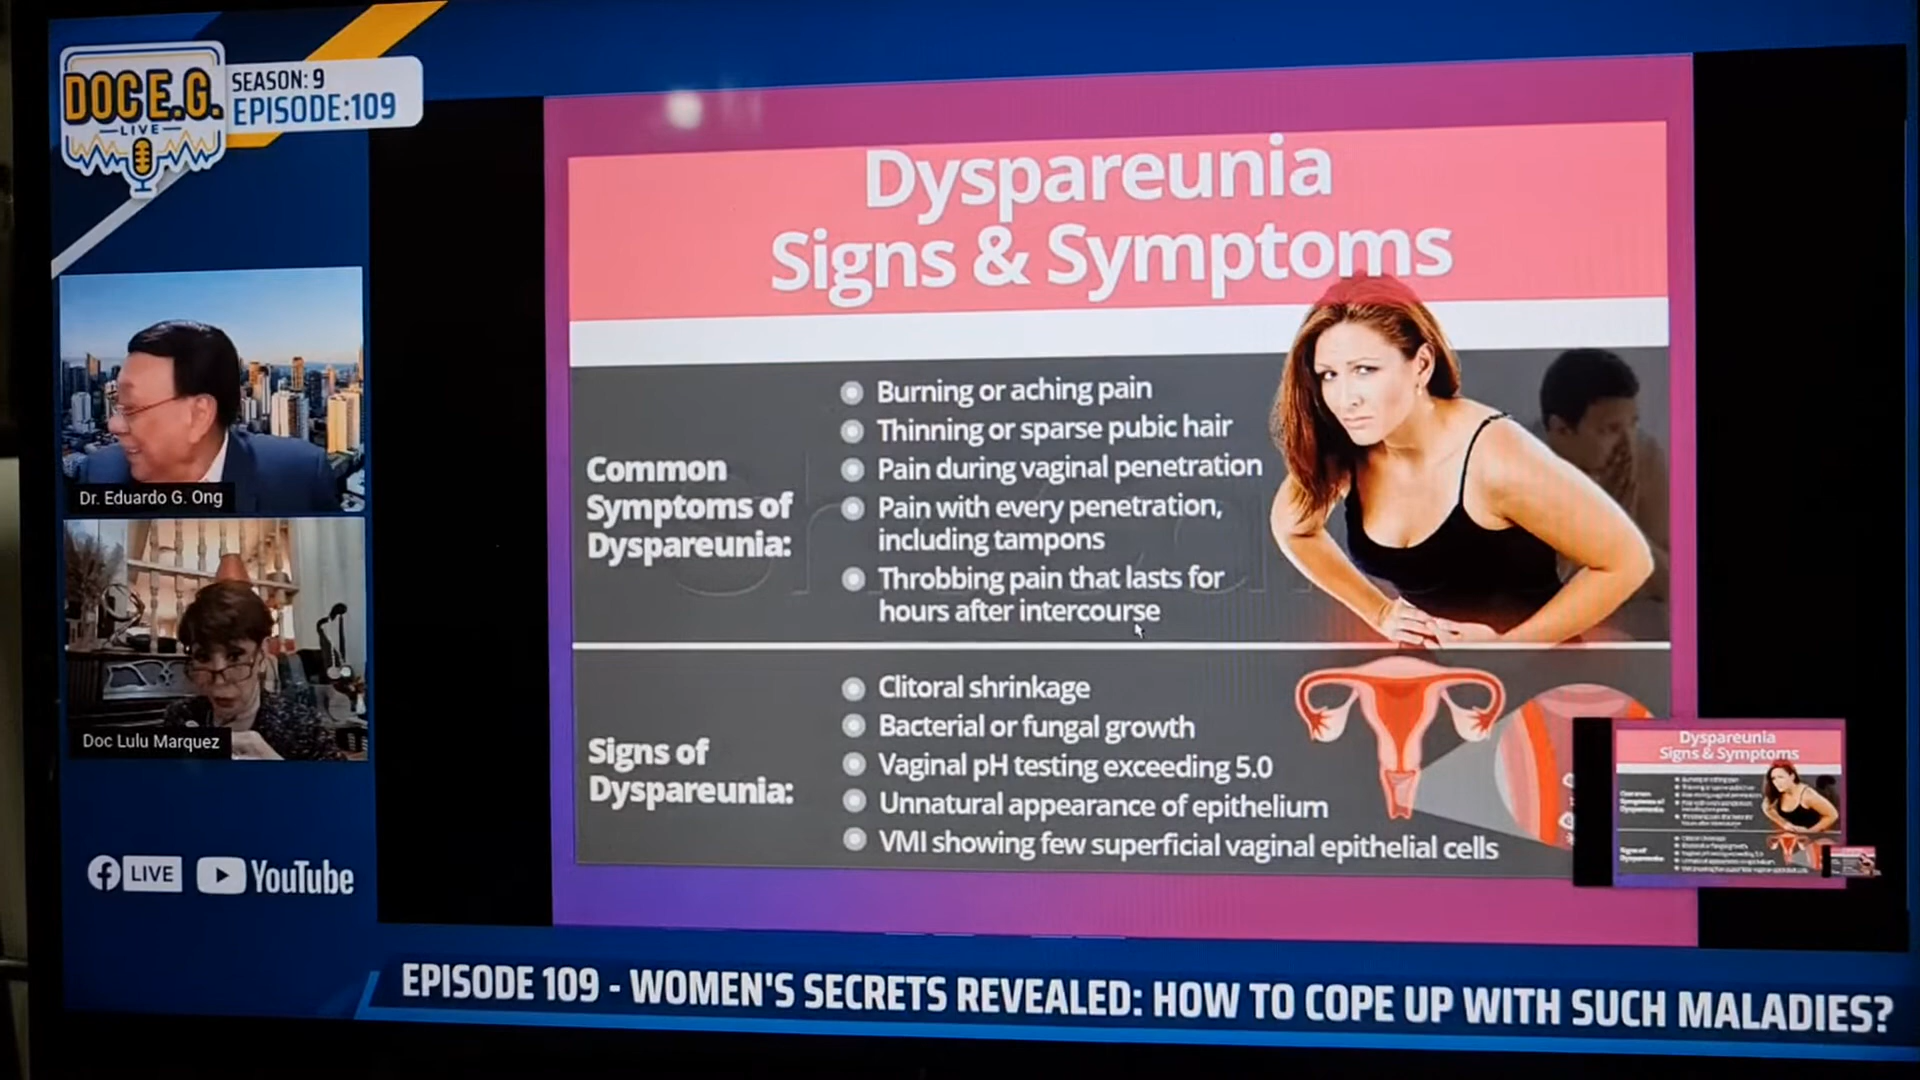 DOC E.G.
LIVE
SEASON: 9
EPISODE:109
Dyspareunia
Signs & Symptoms
Common
Symptoms of
Dyspareunia:
Burning or aching pain
Thinning or sparse pubic hair
Pain during vaginal penetration
Pain with every penetration,
including tampons
Throbbing pain that lasts for
hours after intercourse
Signs of
Dyspareunia:
Clitoral shrinkage
Bacterial or fungal growth
Vaginal pH testing exceeding 5.0
Unnatural appearance of epithelium
VMI showing few superficial vaginal epithelial cells
Dr. Eduardo G. Ong
Doc Lulu Marquez
LIVE
YouTube
Dyspareunia
Signs & Symptoms
EPISODE 109 - WOMEN'S SECRETS REVEALED: HOW TO COPE UP WITH SUCH MALADIES?